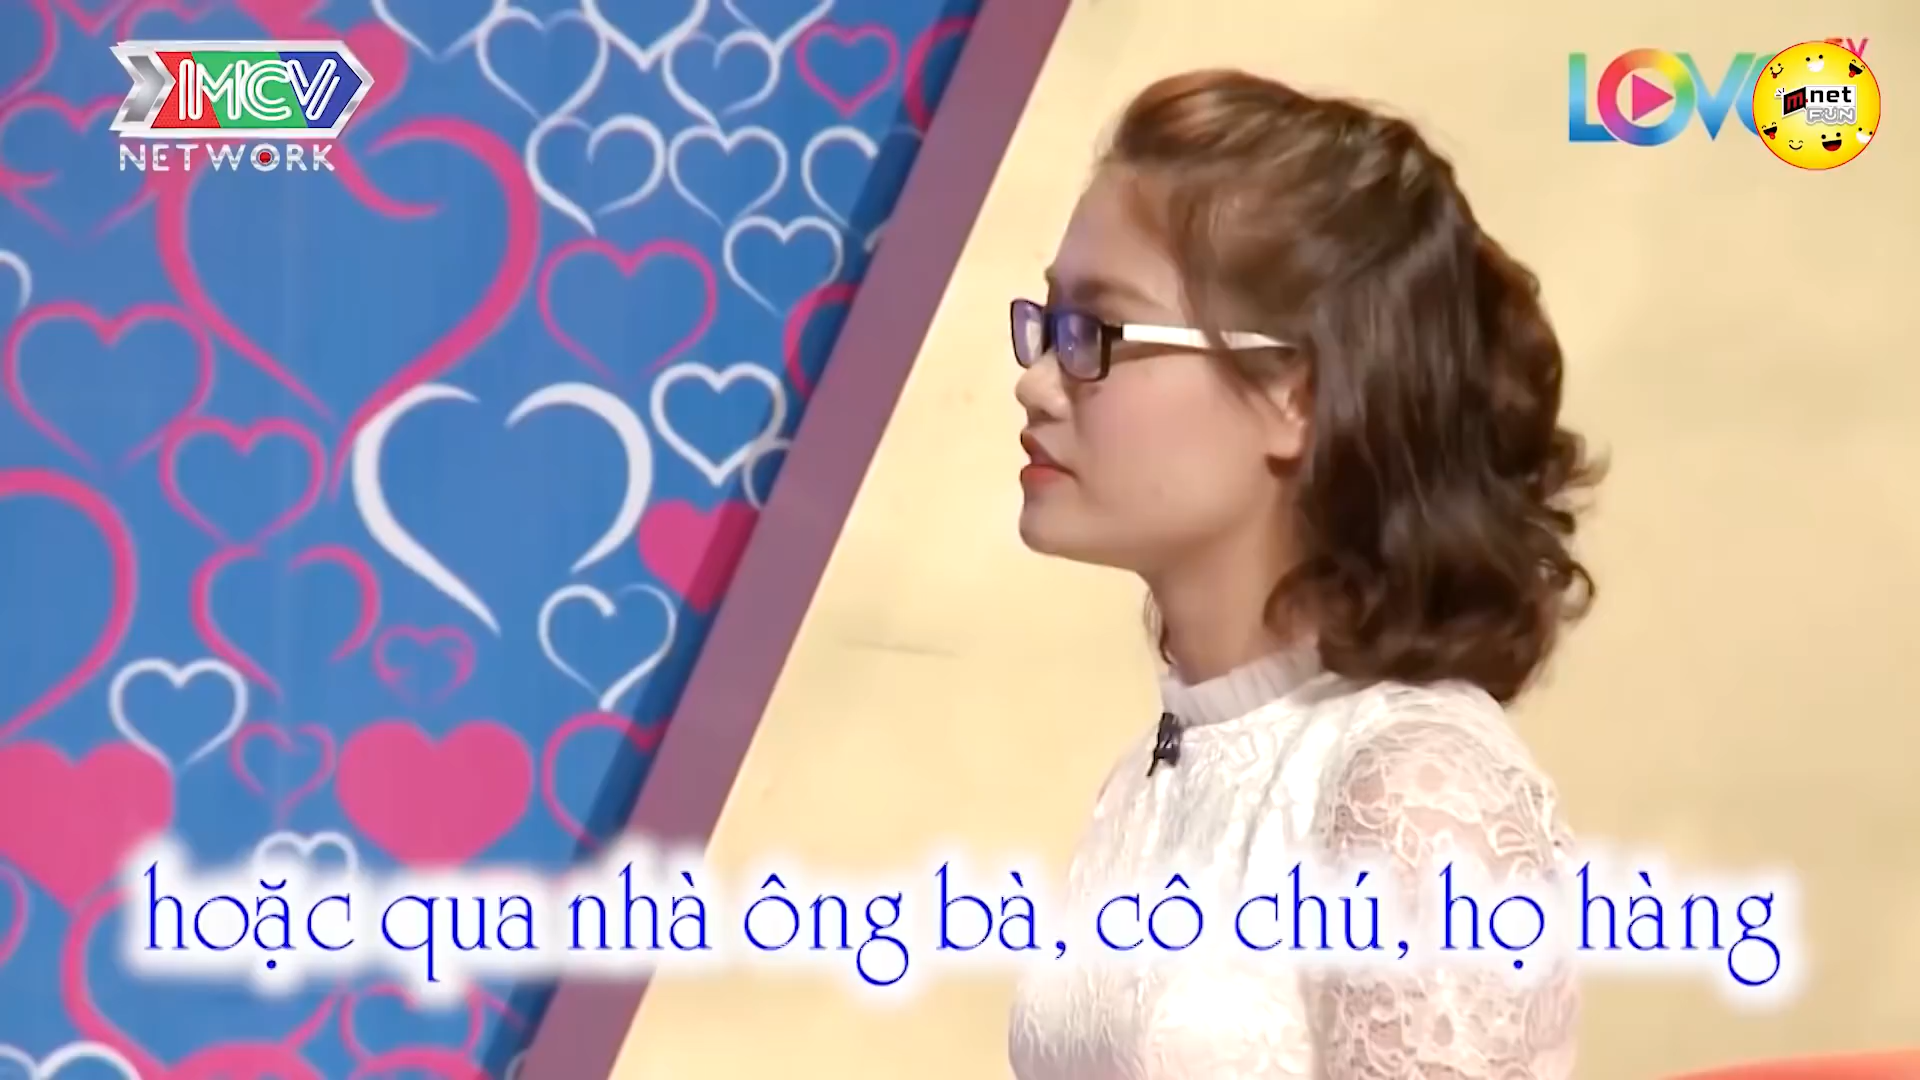 MCV
NETWORK
LOVE TV
m.net
FUN
hoặc qua nhà ông bà, cô chú, họ hàng